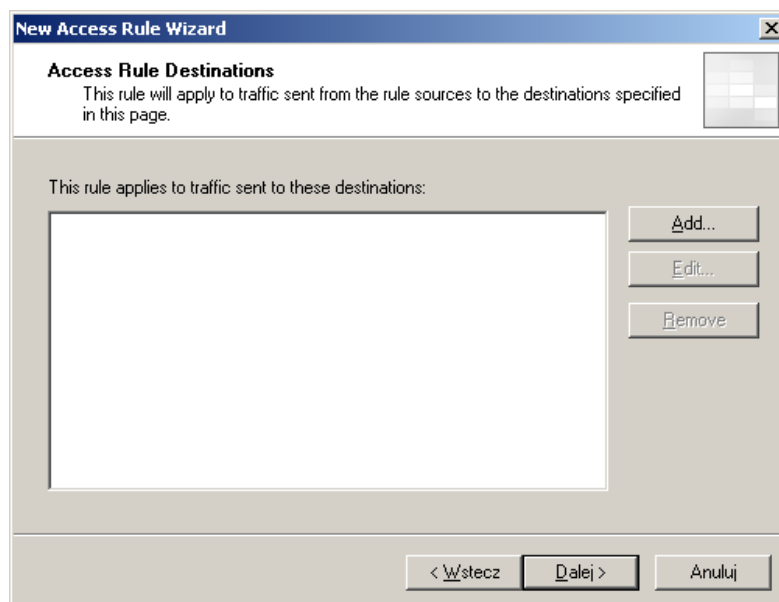 New Access Rule Wizard
Access Rule Destinations
This rule will apply to traffic sent from the rule sources to the destinations specified
in this page.
This rule applies to traffic sent to these destinations:
Add...
Edit...
Remove
< Wstecz
Dalej >
Anuluj